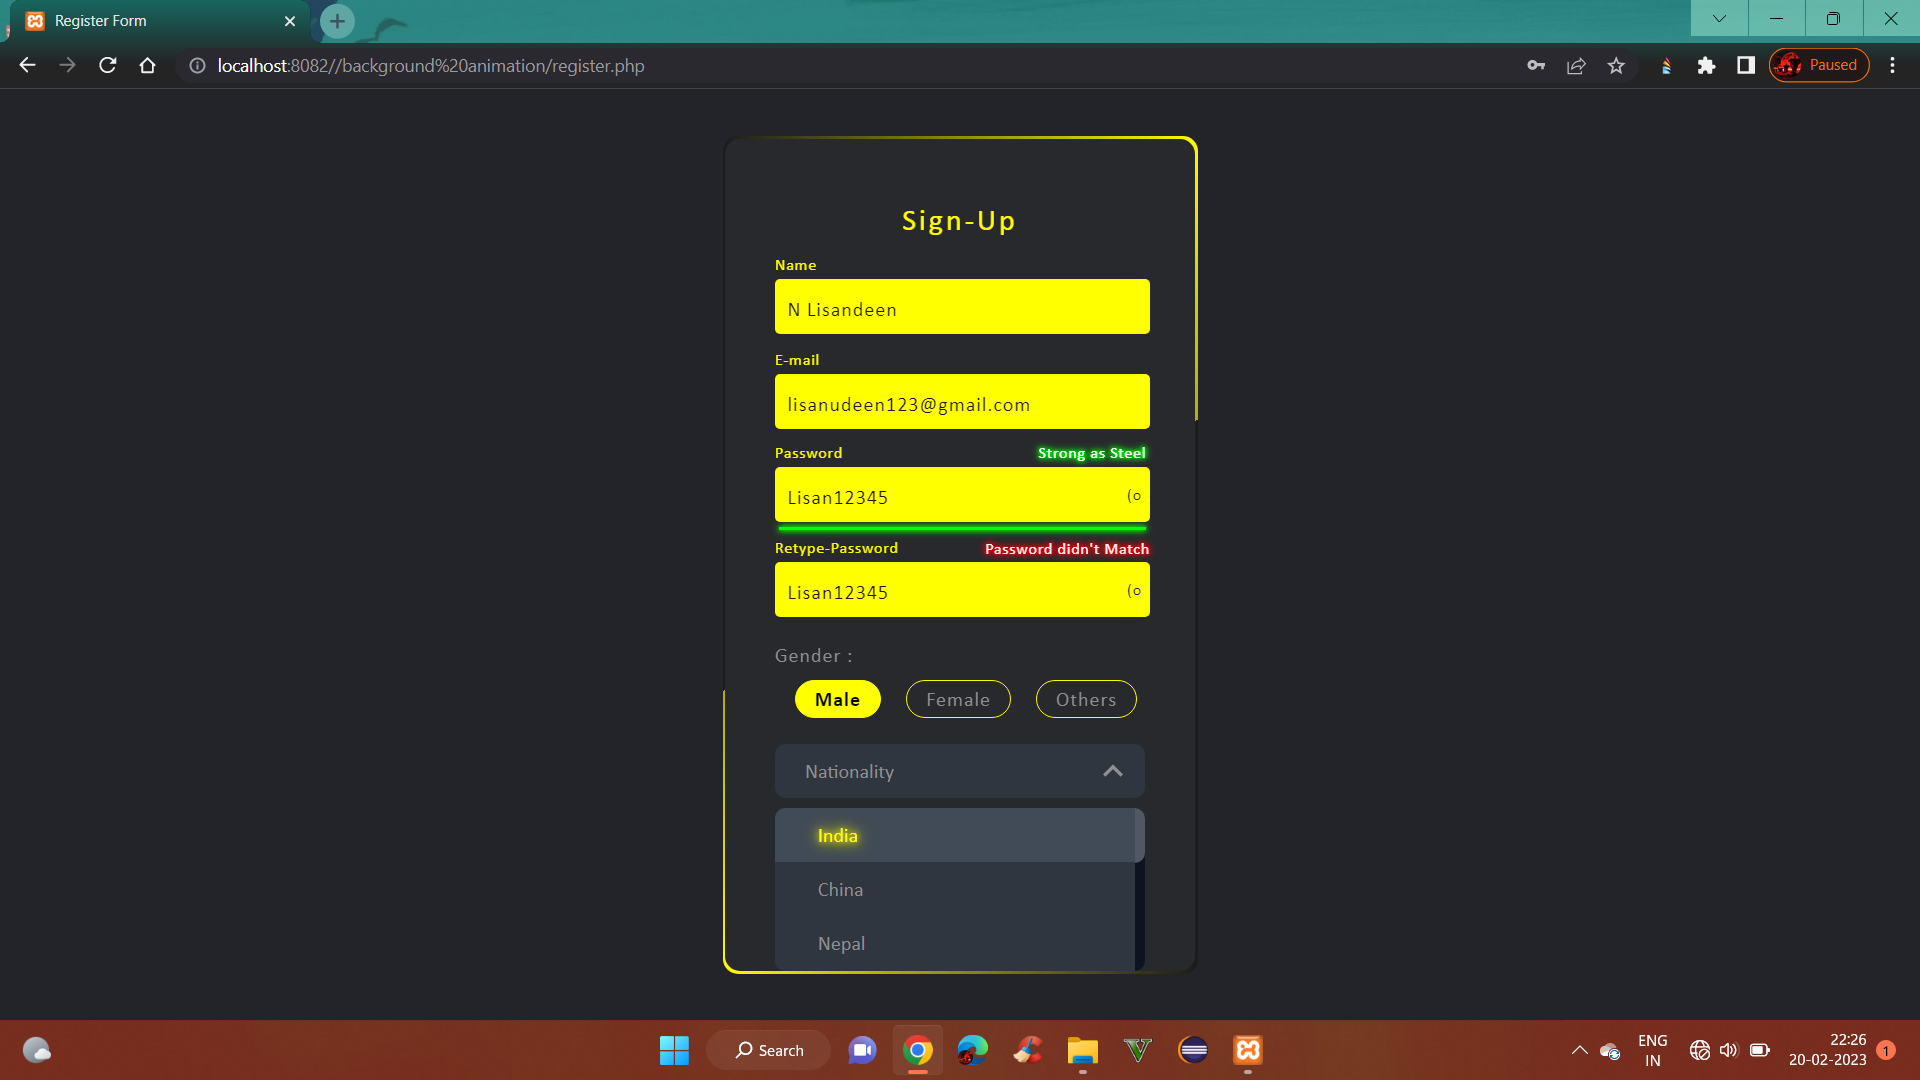 Register Form
localhost:8082//background%20animation/register.php
Paused
Sign-Up
Name
N Lisandeen
E-mail
lisanudeen123@gmail.com
Password Strong as Steel
Lisan12345 (o
Retype-Password Password didn't Match
Lisan12345 (o
Gender :
Male Female Others
Nationality
India
China
Nepal
Search
ENG
IN
22:26
20-02-2023
1